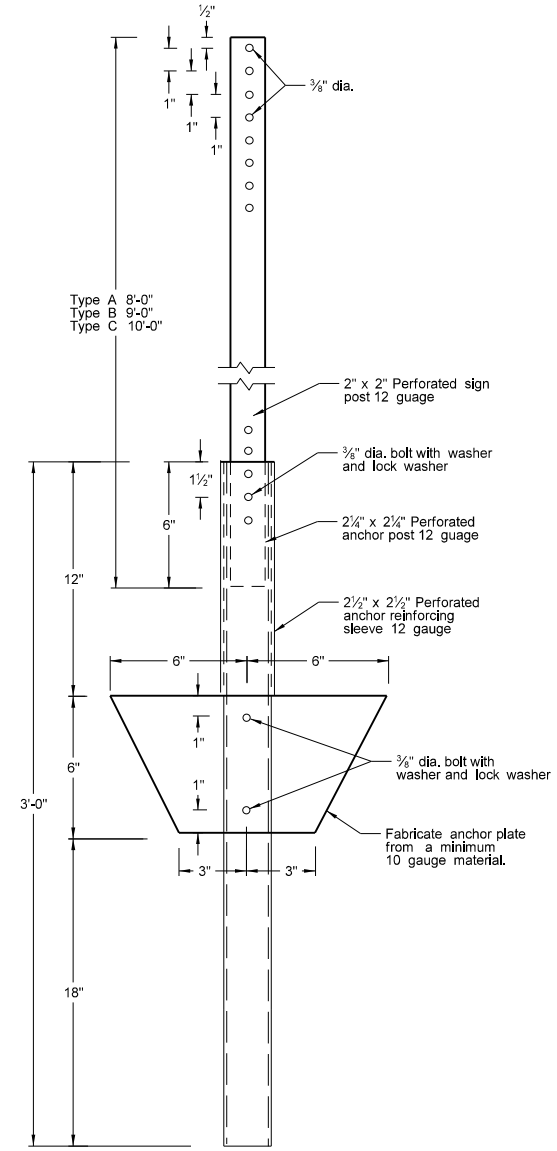 ½"
1"
1"
1"
⅜" dia.
Type A 8'-0"
Type B 9'-0"
Type C 10'-0"
2" x 2" Perforated sign
post 12 guage
⅜" dia. bolt with washer
and lock washer
1½"
6"
2¼" x 2¼" Perforated
anchor post 12 guage
12"
2½" x 2½" Perforated
anchor reinforcing
sleeve 12 gauge
6"
6"
1"
6"
1"
⅜" dia. bolt with
washer and lock washer
3'-0"
Fabricate anchor plate
from a minimum
10 gauge material.
3"
3"
18"